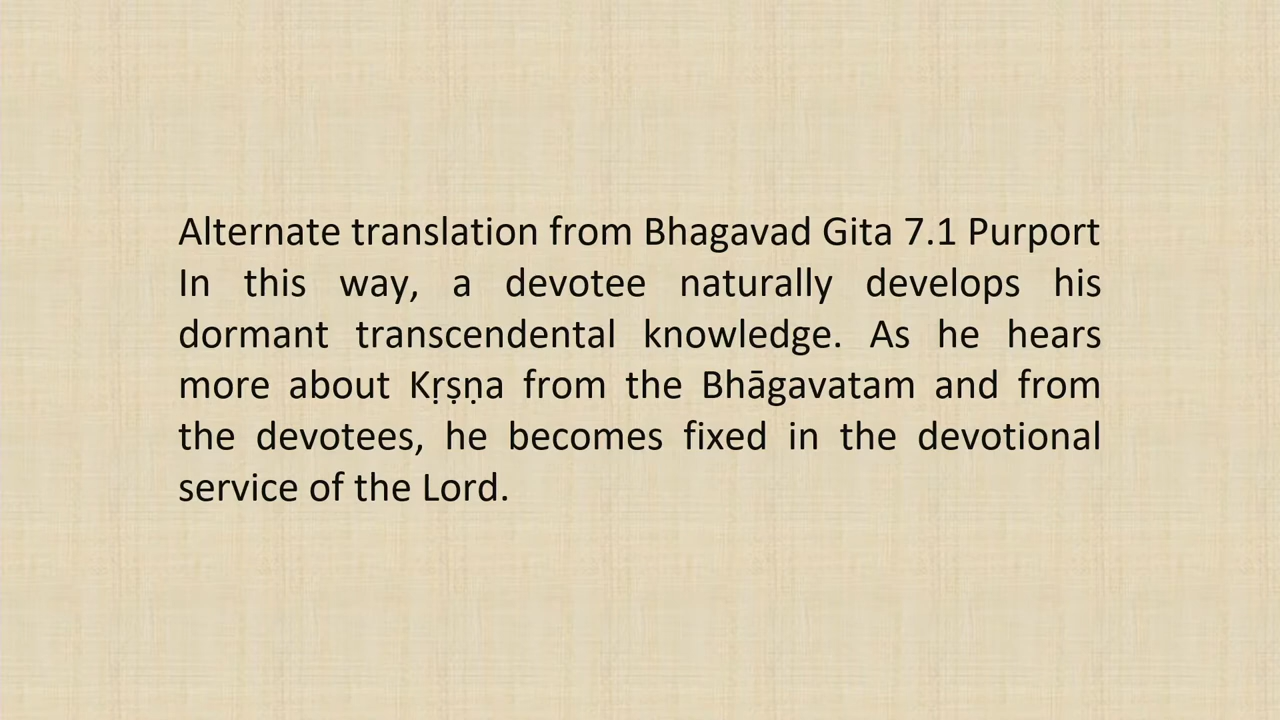 Alternate translation from Bhagavad Gita 7.1 Purport
In this way, a devotee naturally develops his
dormant transcendental knowledge. As he hears
more about Kṛṣṇa from the Bhāgavatam and from
the devotees, he becomes fixed in the devotional
service of the Lord.